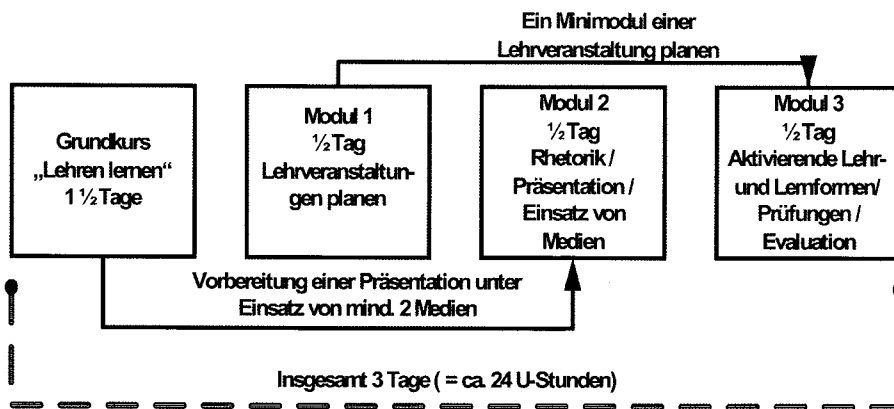 Ein Minimodul einer
Lehrveranstaltung planen
Grundkurs
„Lehren lernen“
1 ½ Tage
Modul 1
½ Tag
Lehrveranstaltun-
gen planen
Modul 2
½ Tag
Rhetorik /
Präsentation /
Einsatz von
Medien
Modul 3
½ Tag
Aktivierende Lehr-
und Lernformen/
Prüfungen /
Evaluation
Vorbereitung einer Präsentation unter
Einsatz von mind. 2 Medien
Insgesamt 3 Tage ( = ca. 24 U-Stunden)